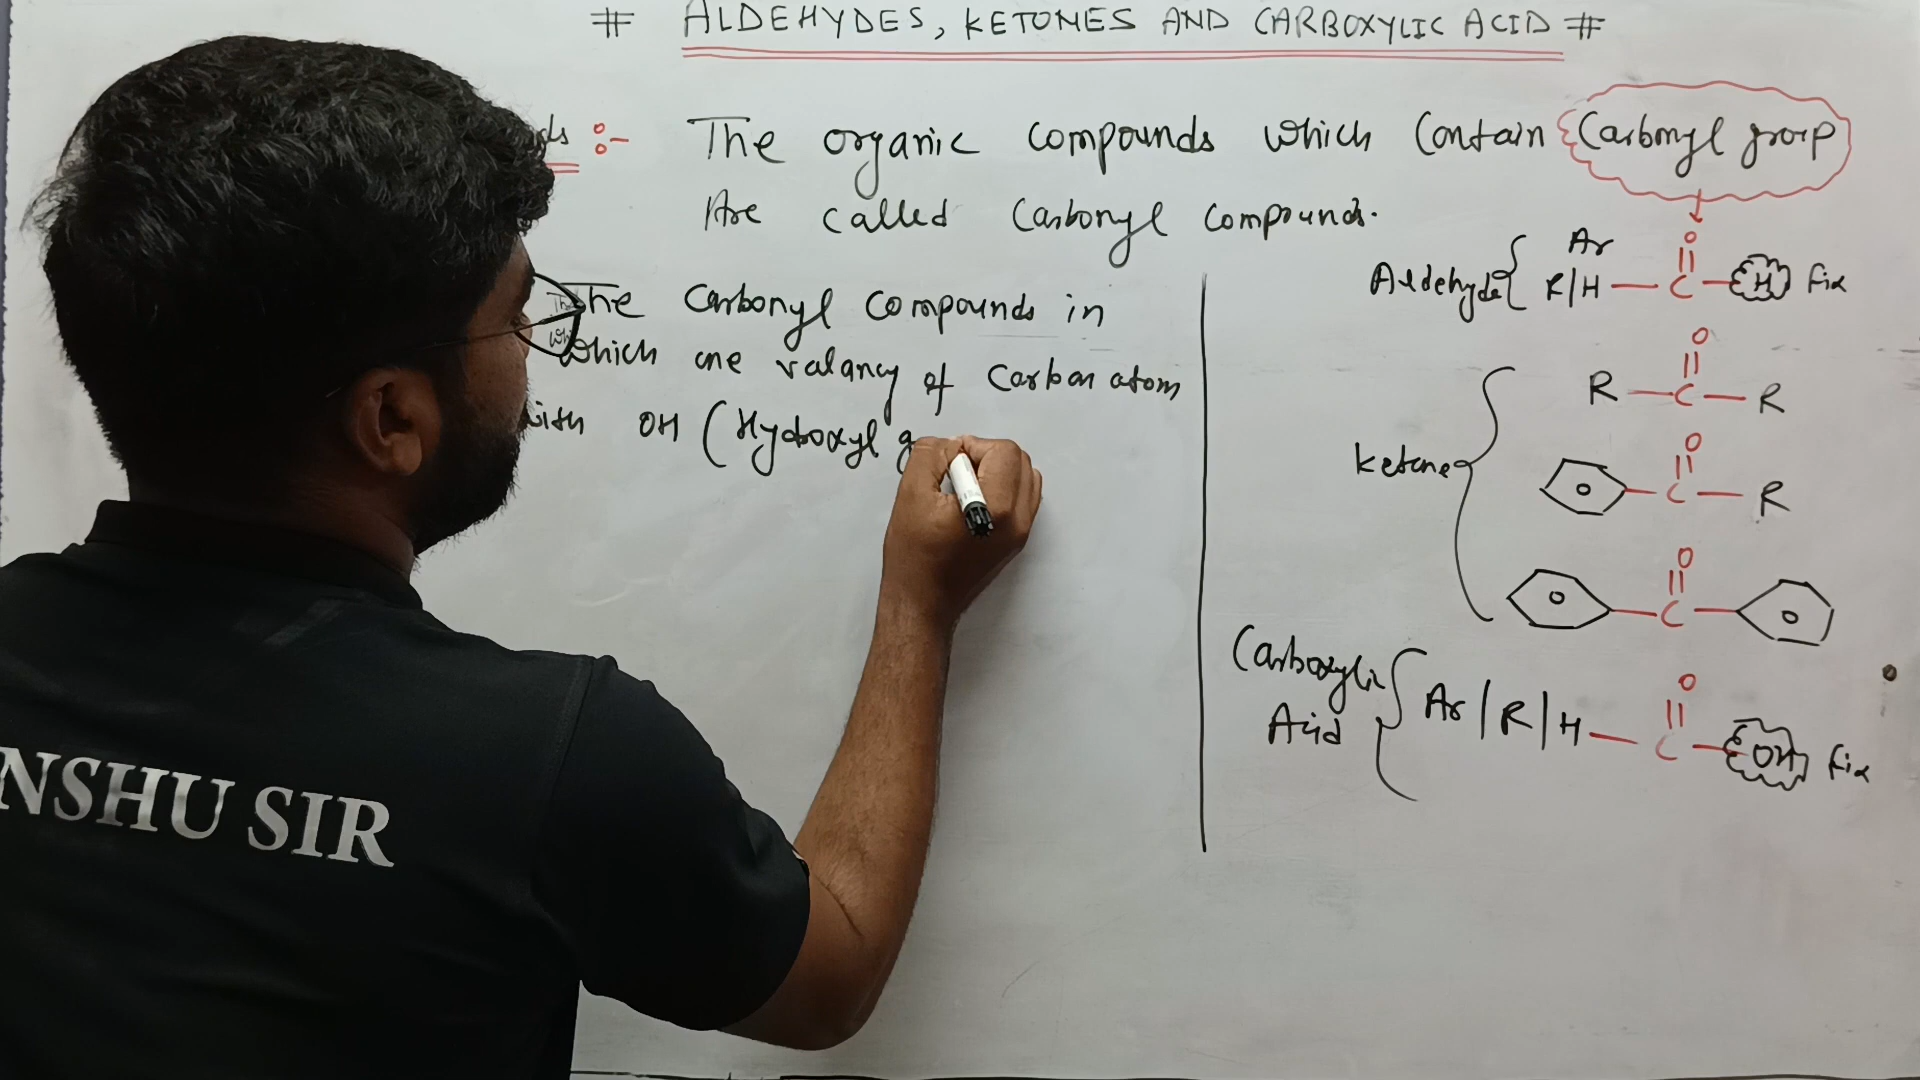 # ALDEHYDES, KETONES AND CARBOXYLIC ACID #
ds :- The organic compounds which contain Carbonyl group
Are called Carbonyl compounds.
The Carbonyl compounds in
which one valancy of Carbon atom
with OH (Hydroxyl g
Aldehyde { Ar
R/H — C — H fix
O
Ketone {
O
R — C — R
O
C — R
O
C
Carboxylic
Acid { Ar / R / H — C — OH fix
O
NSHU SIR